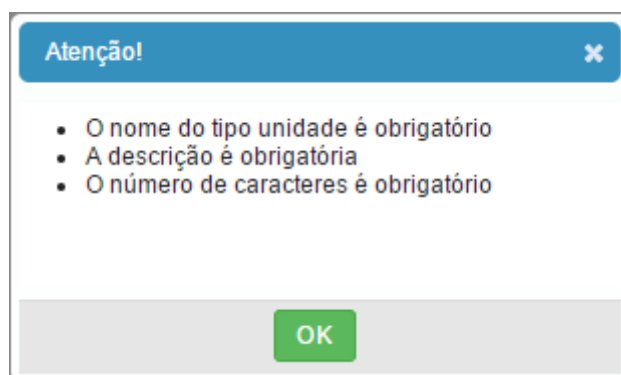 Atenção!
O nome do tipo unidade é obrigatório
A descrição é obrigatória
O número de caracteres é obrigatório
OK